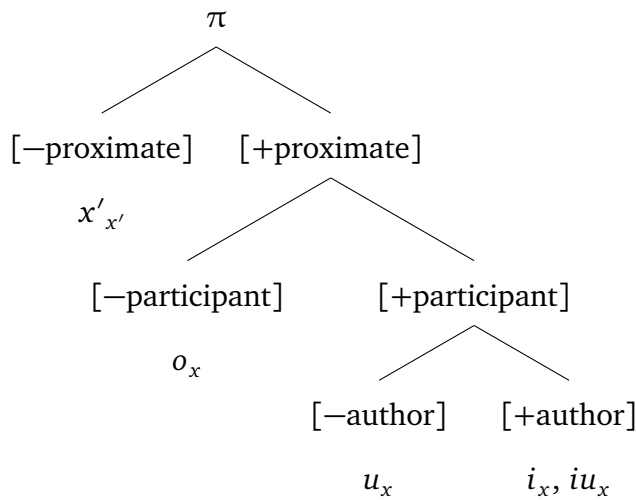 π
[−proximate] [+proximate]
x′ₓ′
[−participant] [+participant]
oₓ
[−author] [+author]
uₓ iₓ, iuₓ